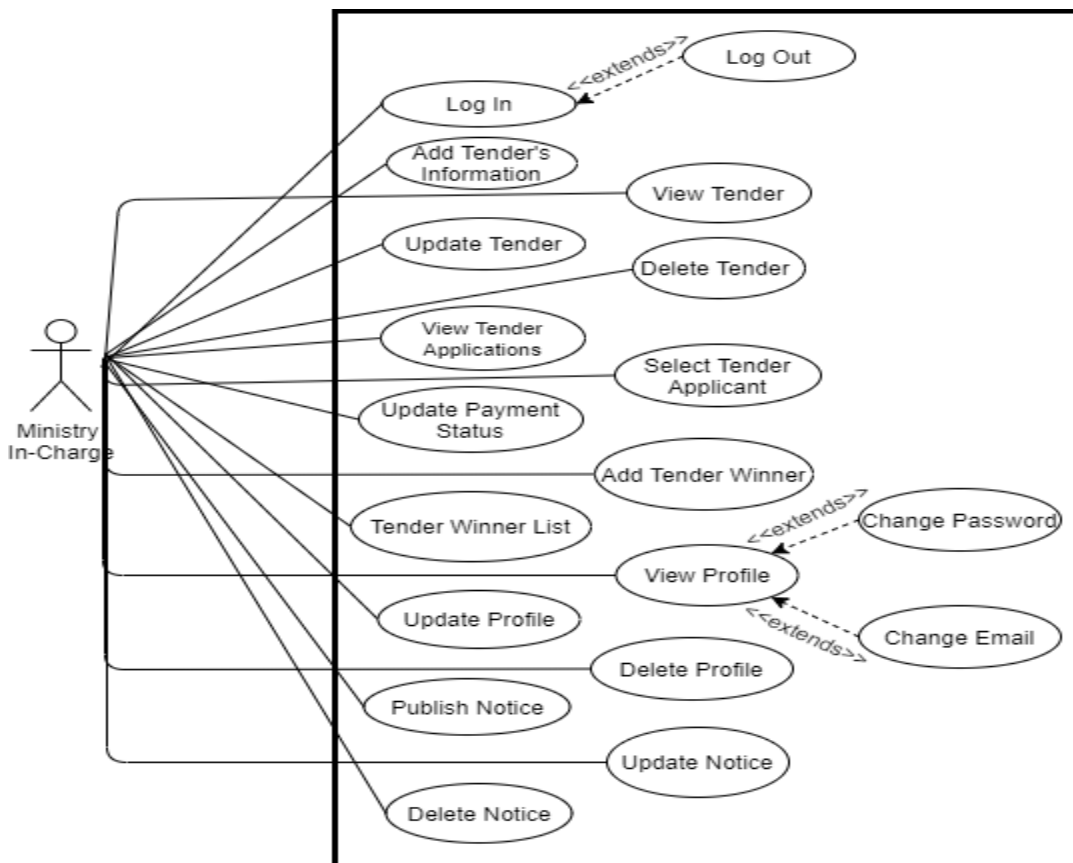 <<extends>>
Log Out
Log In
Add Tender's
Information
View Tender
Update Tender
Delete Tender
View Tender
Applications
Select Tender
Applicant
Update Payment
Status
Ministry
In-Charge
Add Tender Winner
<<extends>>
Change Password
Tender Winner List
View Profile
Update Profile
<<extends>>
Change Email
Delete Profile
Publish Notice
Update Notice
Delete Notice